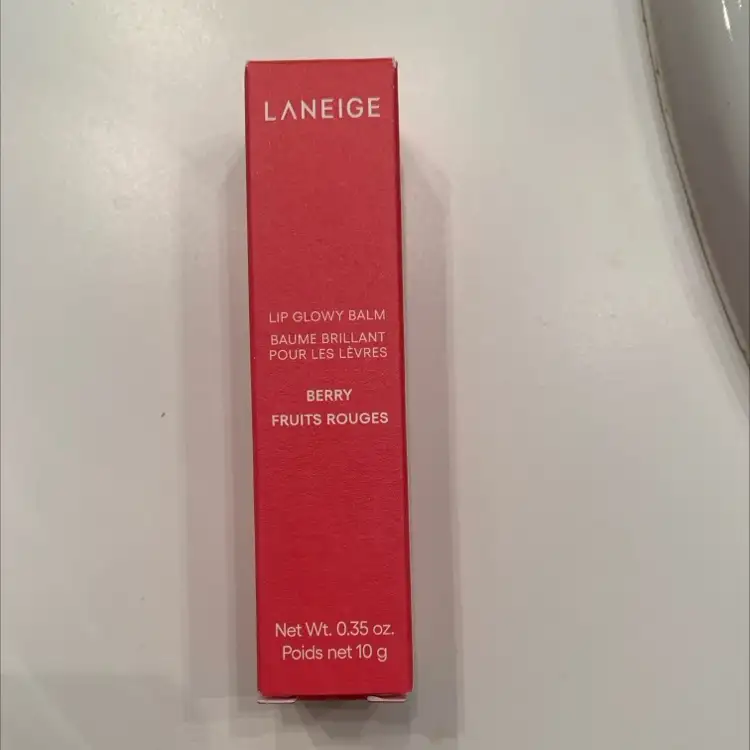 LANEIGE
LIP GLOWY BALM
BAUME BRILLANT
POUR LES LÈVRES
BERRY
FRUITS ROUGES
Net Wt. 0.35 oz.
Poids net 10 g